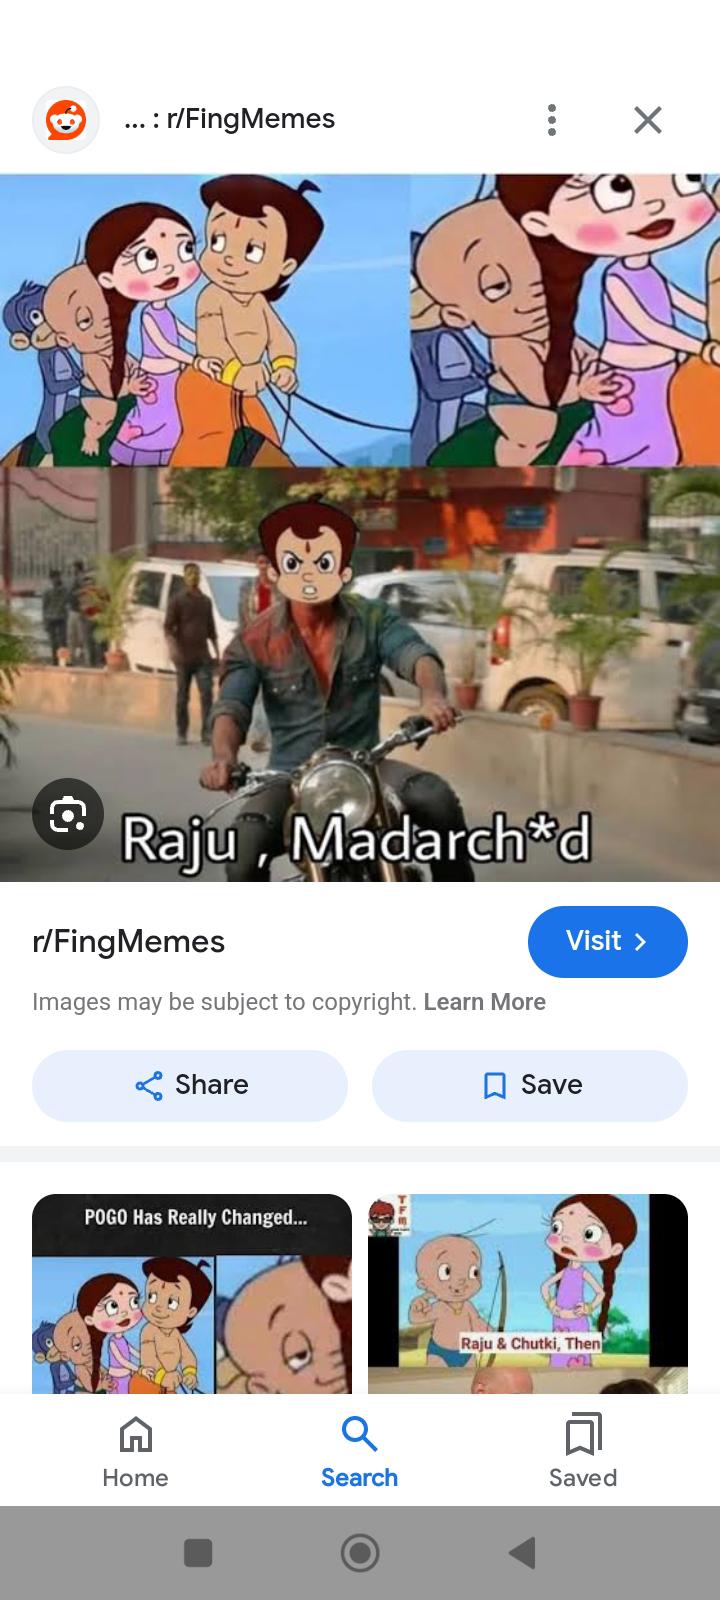 ... : r/FingMemes
Raju , Madarch*d
r/FingMemes
Visit
Images may be subject to copyright. Learn More
Share
Save
POGO Has Really Changed...
TFM
Raju & Chutki, Then
Home
Search
Saved